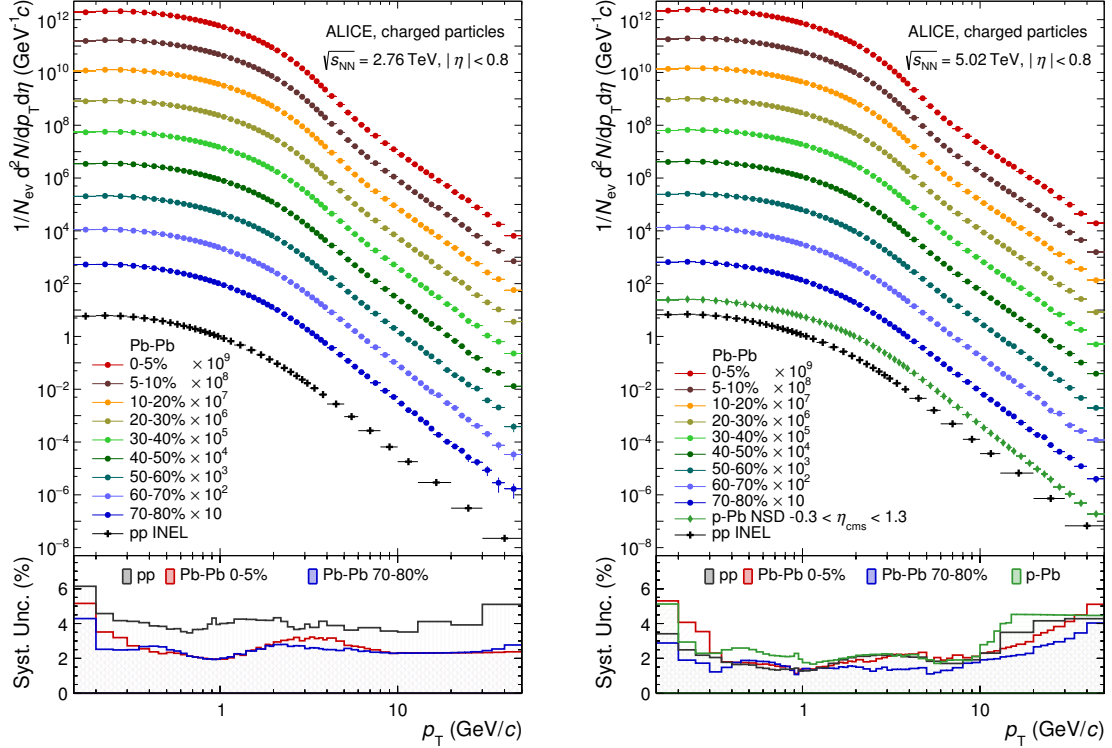 1/N_ev d²N/dp_T dη (GeV⁻¹c)
10¹²
10¹⁰
10⁸
10⁶
10⁴
10²
1
10⁻²
10⁻⁴
10⁻⁶
10⁻⁸
ALICE, charged particles
√s_NN = 2.76 TeV, | η | < 0.8
Pb-Pb
0-5% × 10⁹
5-10% × 10⁸
10-20% × 10⁷
20-30% × 10⁶
30-40% × 10⁵
40-50% × 10⁴
50-60% × 10³
60-70% × 10²
70-80% × 10
pp INEL
Syst. Unc. (%)
6
4
2
0
pp Pb-Pb 0-5% Pb-Pb 70-80%
1 10
p_T (GeV/c)
1/N_ev d²N/dp_T dη (GeV⁻¹c)
10¹²
10¹⁰
10⁸
10⁶
10⁴
10²
1
10⁻²
10⁻⁴
10⁻⁶
10⁻⁸
ALICE, charged particles
√s_NN = 5.02 TeV, | η | < 0.8
Pb-Pb
0-5% × 10⁹
5-10% × 10⁸
10-20% × 10⁷
20-30% × 10⁶
30-40% × 10⁵
40-50% × 10⁴
50-60% × 10³
60-70% × 10²
70-80% × 10
p-Pb NSD -0.3 < η_cms < 1.3
pp INEL
Syst. Unc. (%)
6
4
2
0
pp Pb-Pb 0-5% Pb-Pb 70-80% p-Pb
1 10
p_T (GeV/c)